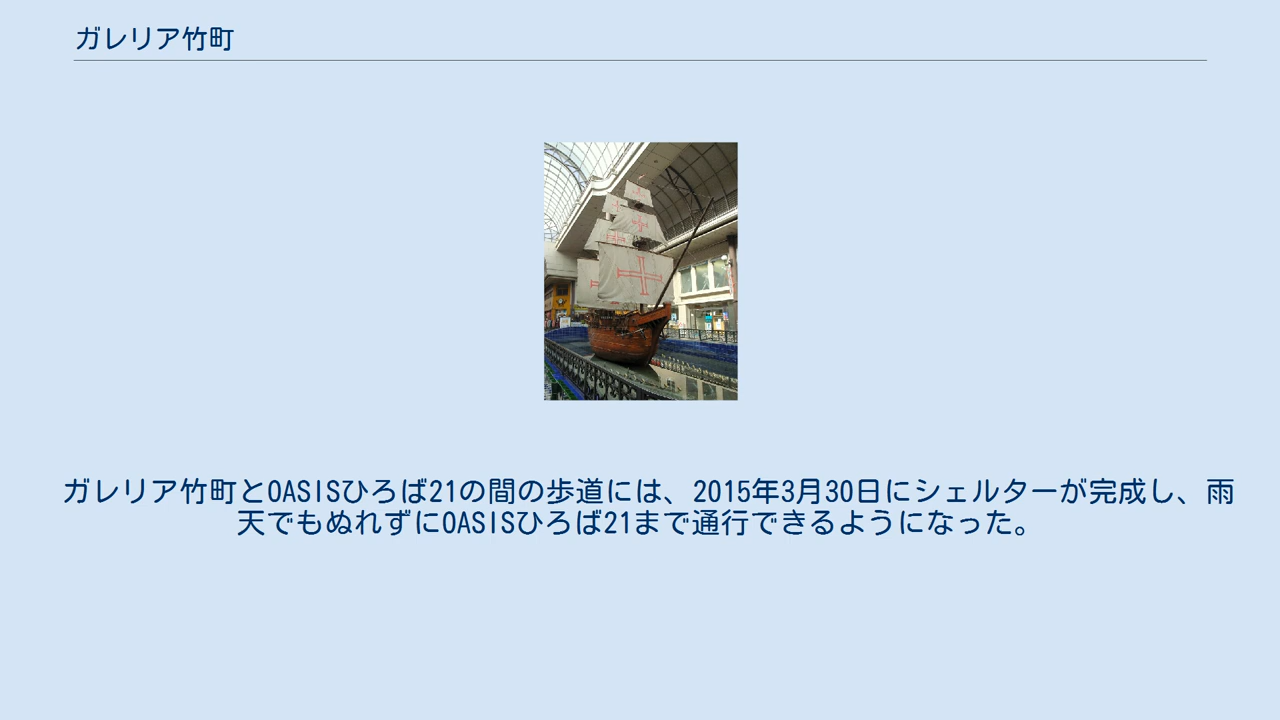 ガレリア竹町
ガレリア竹町とOASISひろば21の間の歩道には、2015年3月30日にシェルターが完成し、雨
天でもぬれずにOASISひろば21まで通行できるようになった。